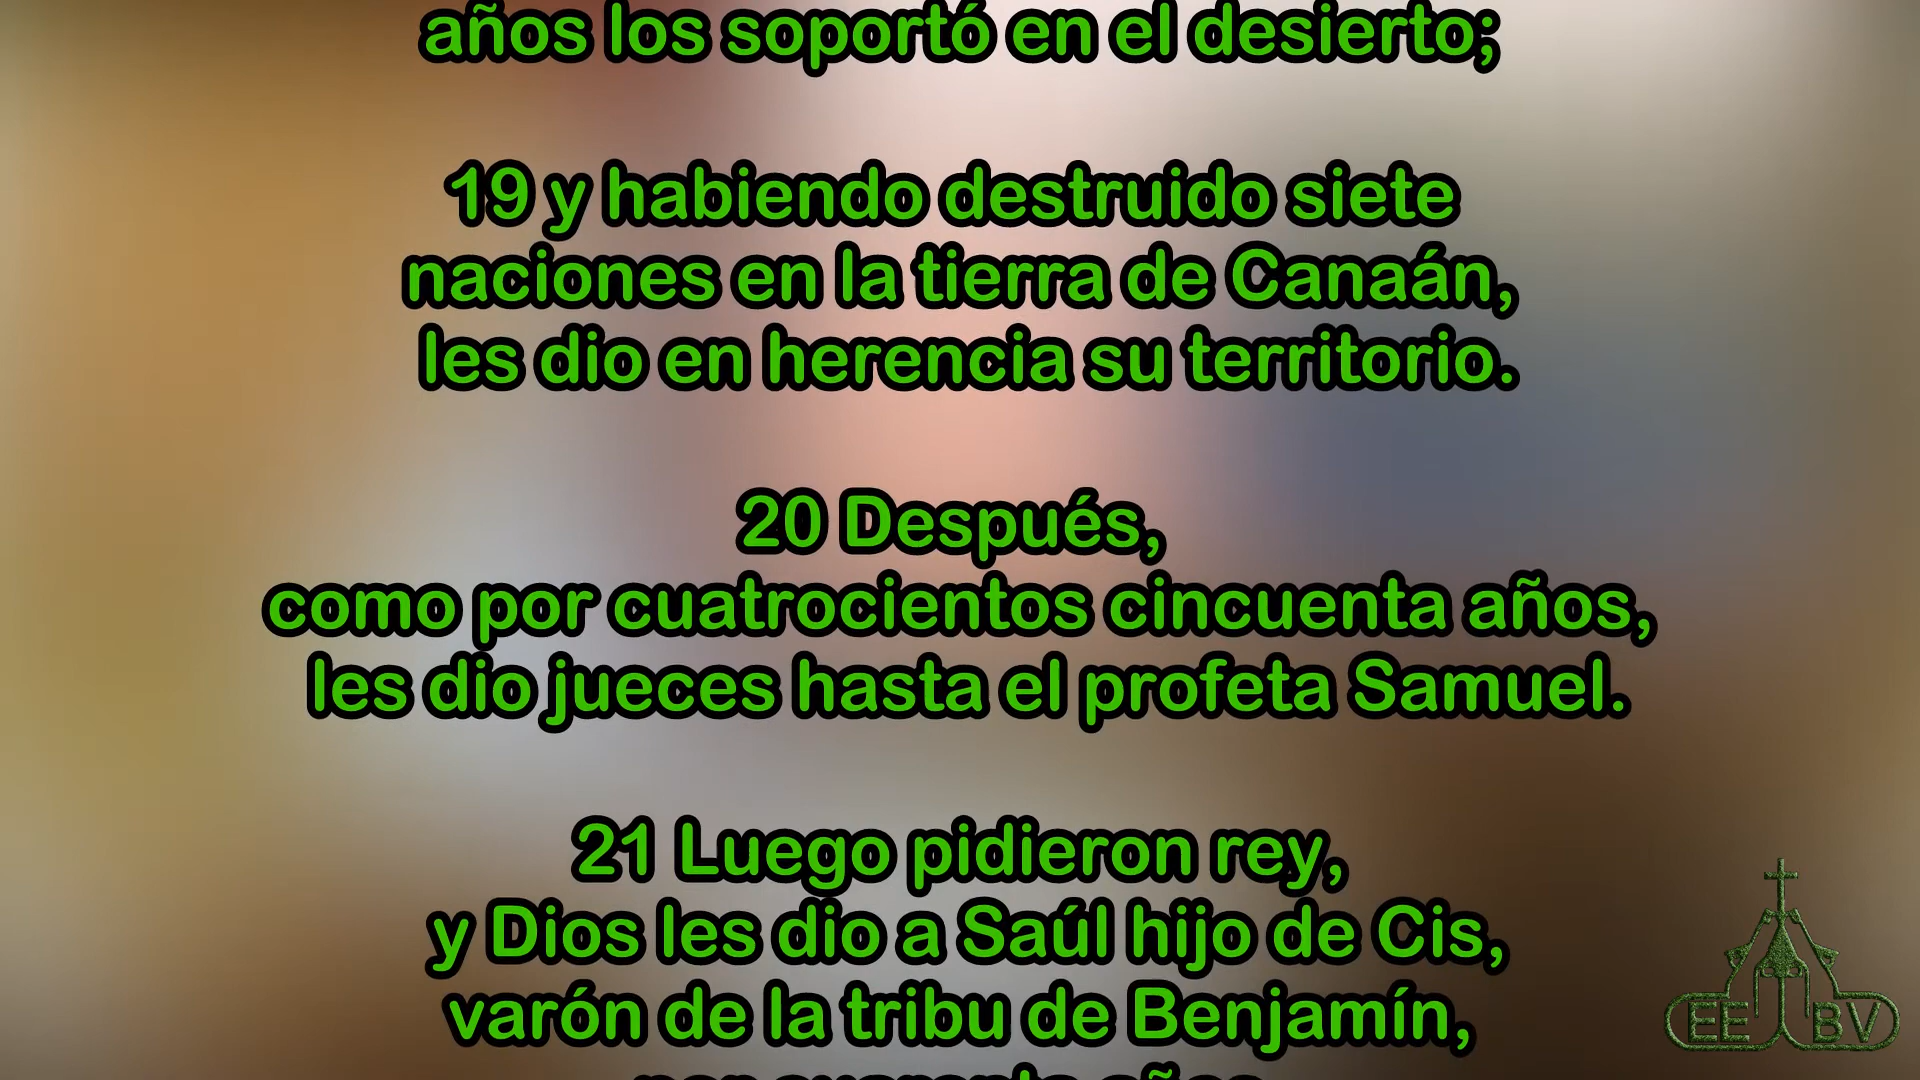 años los soportó en el desierto;
19 y habiendo destruido siete
naciones en la tierra de Canaán,
les dio en herencia su territorio.
20 Después,
como por cuatrocientos cincuenta años,
les dio jueces hasta el profeta Samuel.
21 Luego pidieron rey,
y Dios les dio a Saúl hijo de Cis,
varón de la tribu de Benjamín,
EE BV